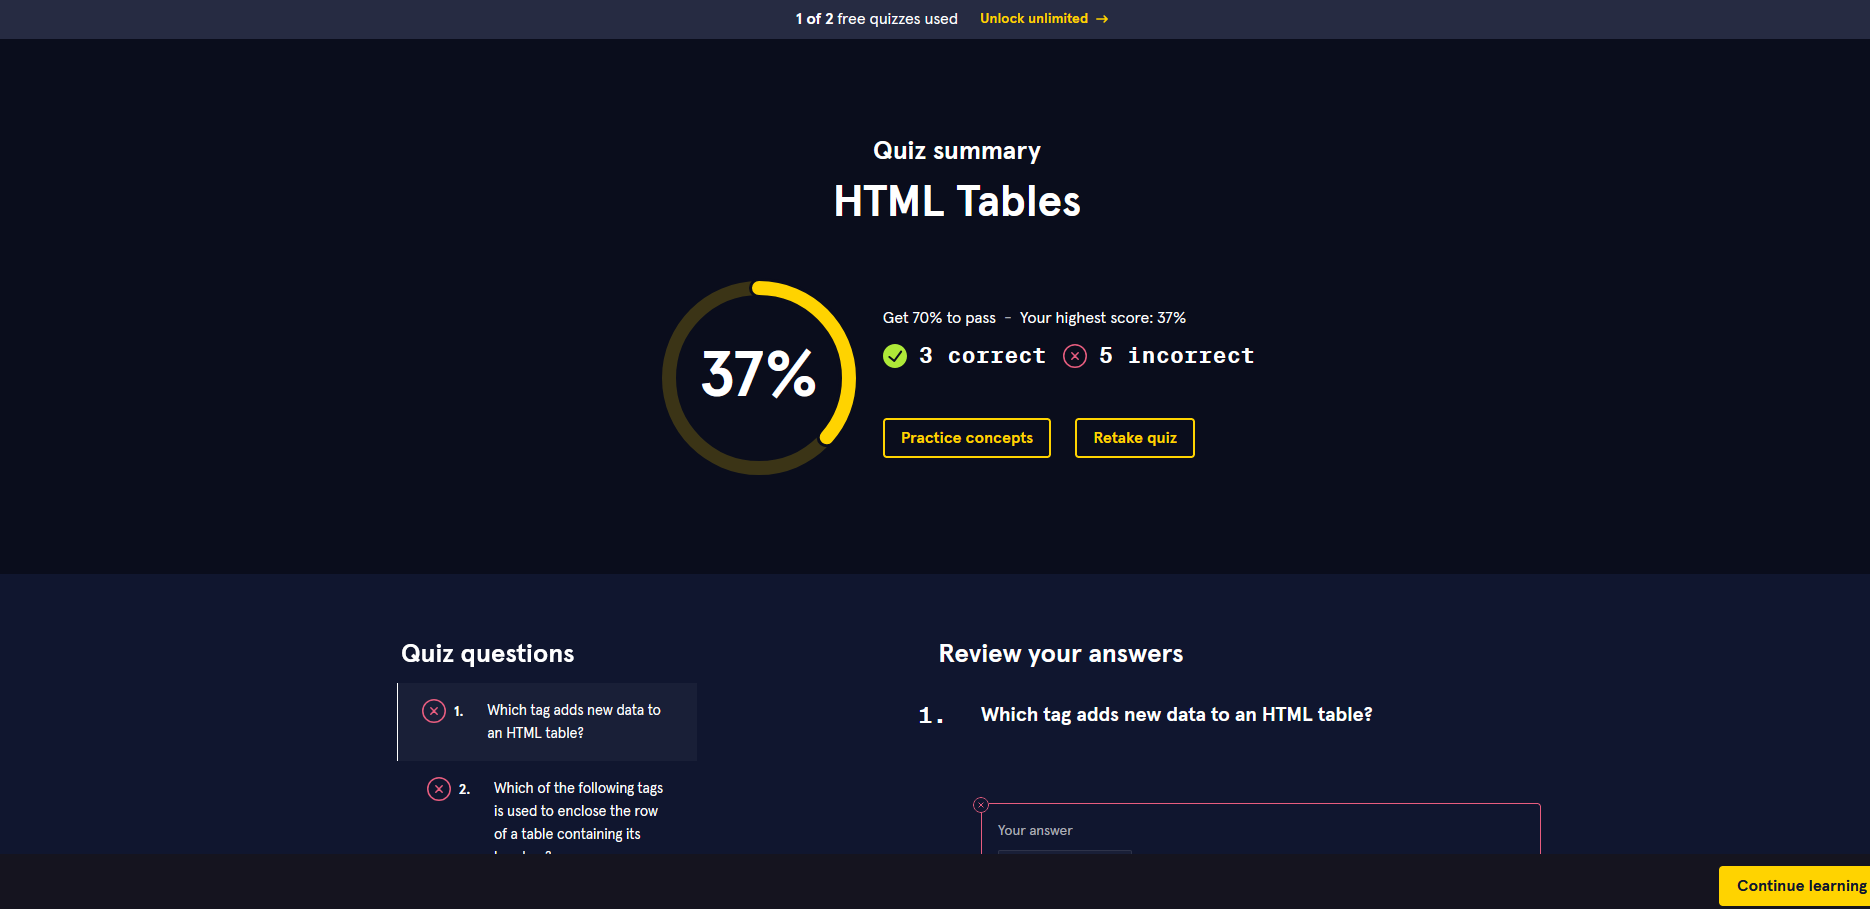 1 of 2 free quizzes used Unlock unlimited →
Quiz summary
HTML Tables
37%
Get 70% to pass - Your highest score: 37%
3 correct 5 incorrect
Practice concepts Retake quiz
Quiz questions
1. Which tag adds new data to
an HTML table?
2. Which of the following tags
is used to enclose the row
of a table containing its
Review your answers
1. Which tag adds new data to an HTML table?
Your answer
Continue learning